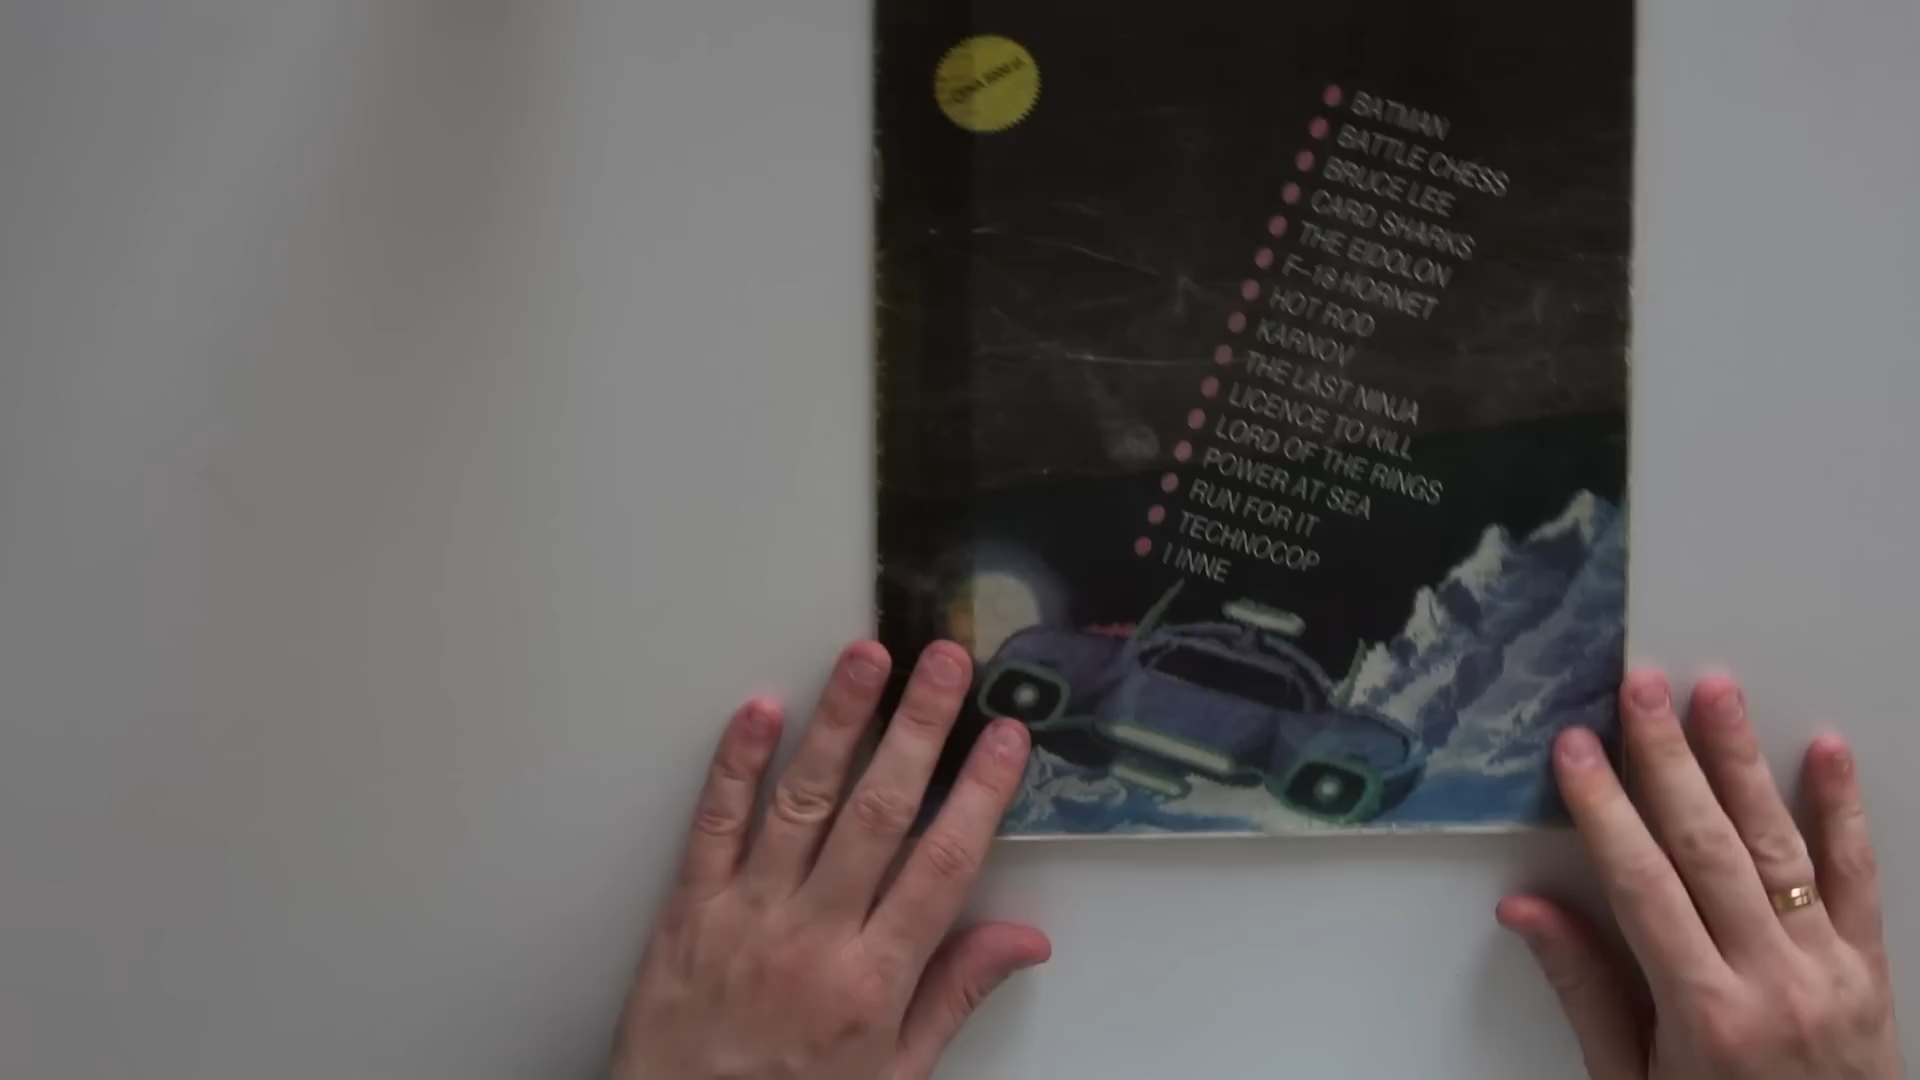 BATMAN
BATTLE CHESS
BRUCE LEE
CARD SHARKS
THE EIDOLON
F-18 HORNET
HOT ROD
KARNOV
THE LAST NINJA
LICENCE TO KILL
LORD OF THE RINGS
POWER AT SEA
RUN FOR IT
TECHNOCOP
I INNE